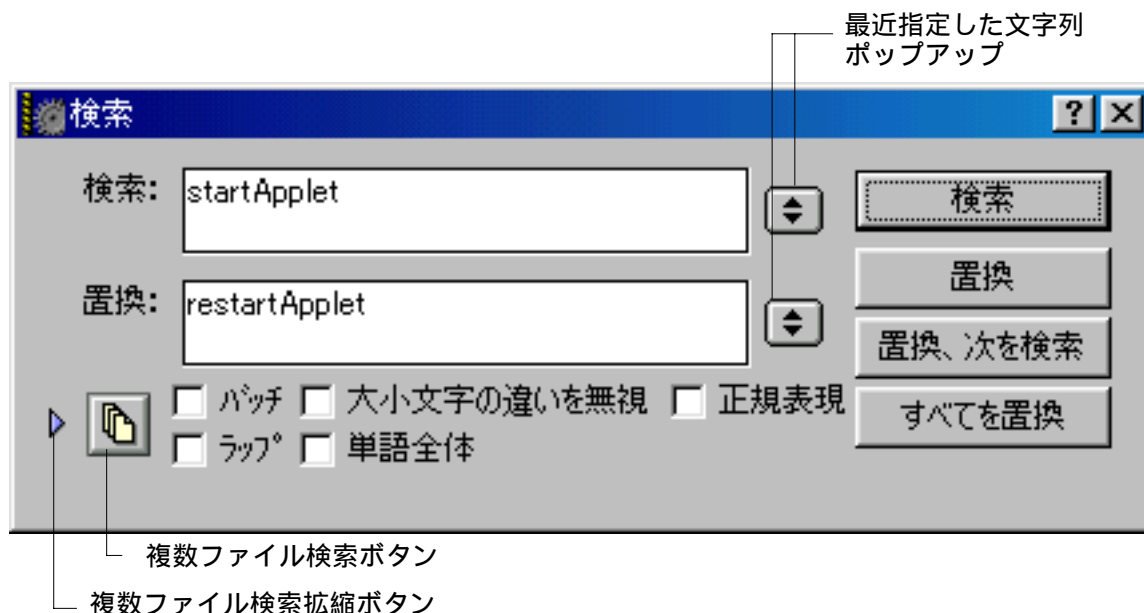 最近指定した文字列
ポップアップ
検索
?
検索: startApplet 検索
置換
置換: restartApplet
置換、次を検索
バッチ 大小文字の違いを無視 正規表現
すべてを置換
ラップ 単語全体
複数ファイル検索ボタン
複数ファイル検索拡縮ボタン